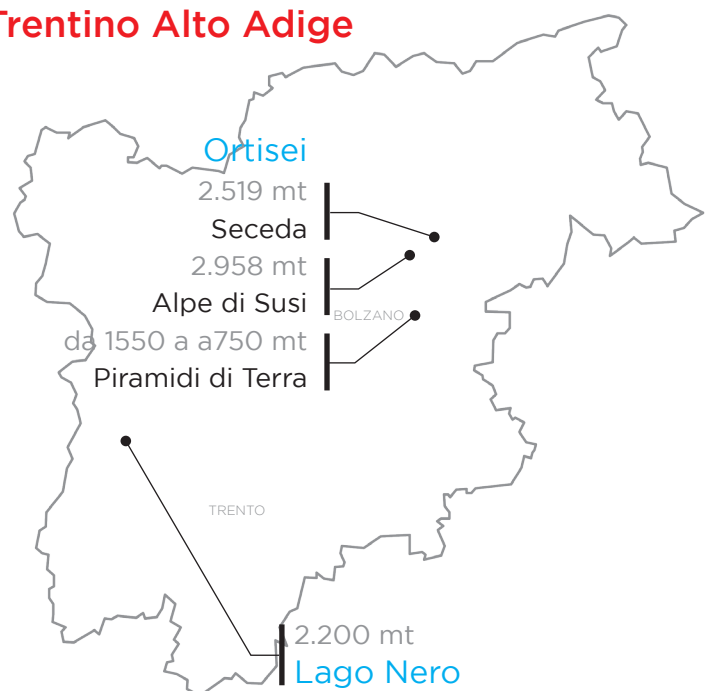 Trentino Alto Adige
Ortisei
2.519 mt
Seceda
2.958 mt
Alpe di Susi
BOLZANO
da 1550 a a750 mt
Piramidi di Terra
TRENTO
2.200 mt
Lago Nero